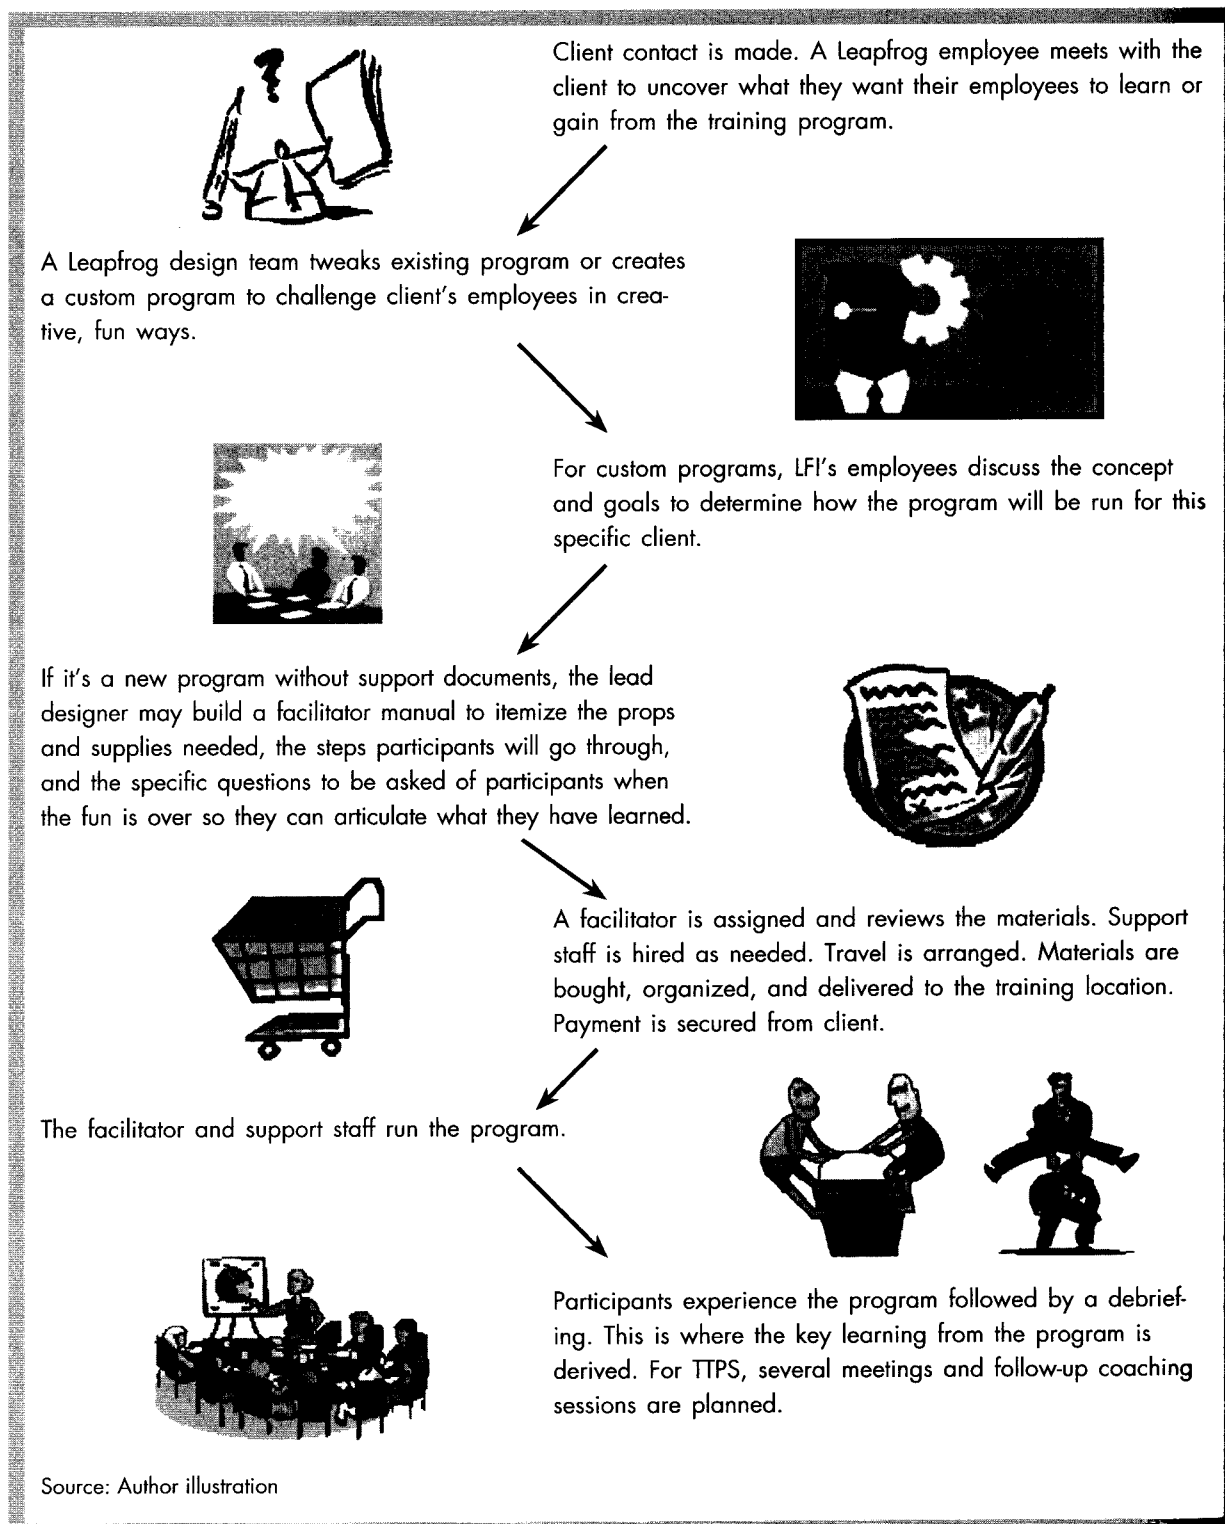 Client contact is made. A Leapfrog employee meets with the
client to uncover what they want their employees to learn or
gain from the training program.
A Leapfrog design team tweaks existing program or creates
a custom program to challenge client's employees in crea-
tive, fun ways.
For custom programs, LFI's employees discuss the concept
and goals to determine how the program will be run for this
specific client.
If it's a new program without support documents, the lead
designer may build a facilitator manual to itemize the props
and supplies needed, the steps participants will go through,
and the specific questions to be asked of participants when
the fun is over so they can articulate what they have learned.
A facilitator is assigned and reviews the materials. Support
staff is hired as needed. Travel is arranged. Materials are
bought, organized, and delivered to the training location.
Payment is secured from client.
The facilitator and support staff run the program.
Participants experience the program followed by a debrief-
ing. This is where the key learning from the program is
derived. For TTPS, several meetings and follow-up coaching
sessions are planned.
Source: Author illustration